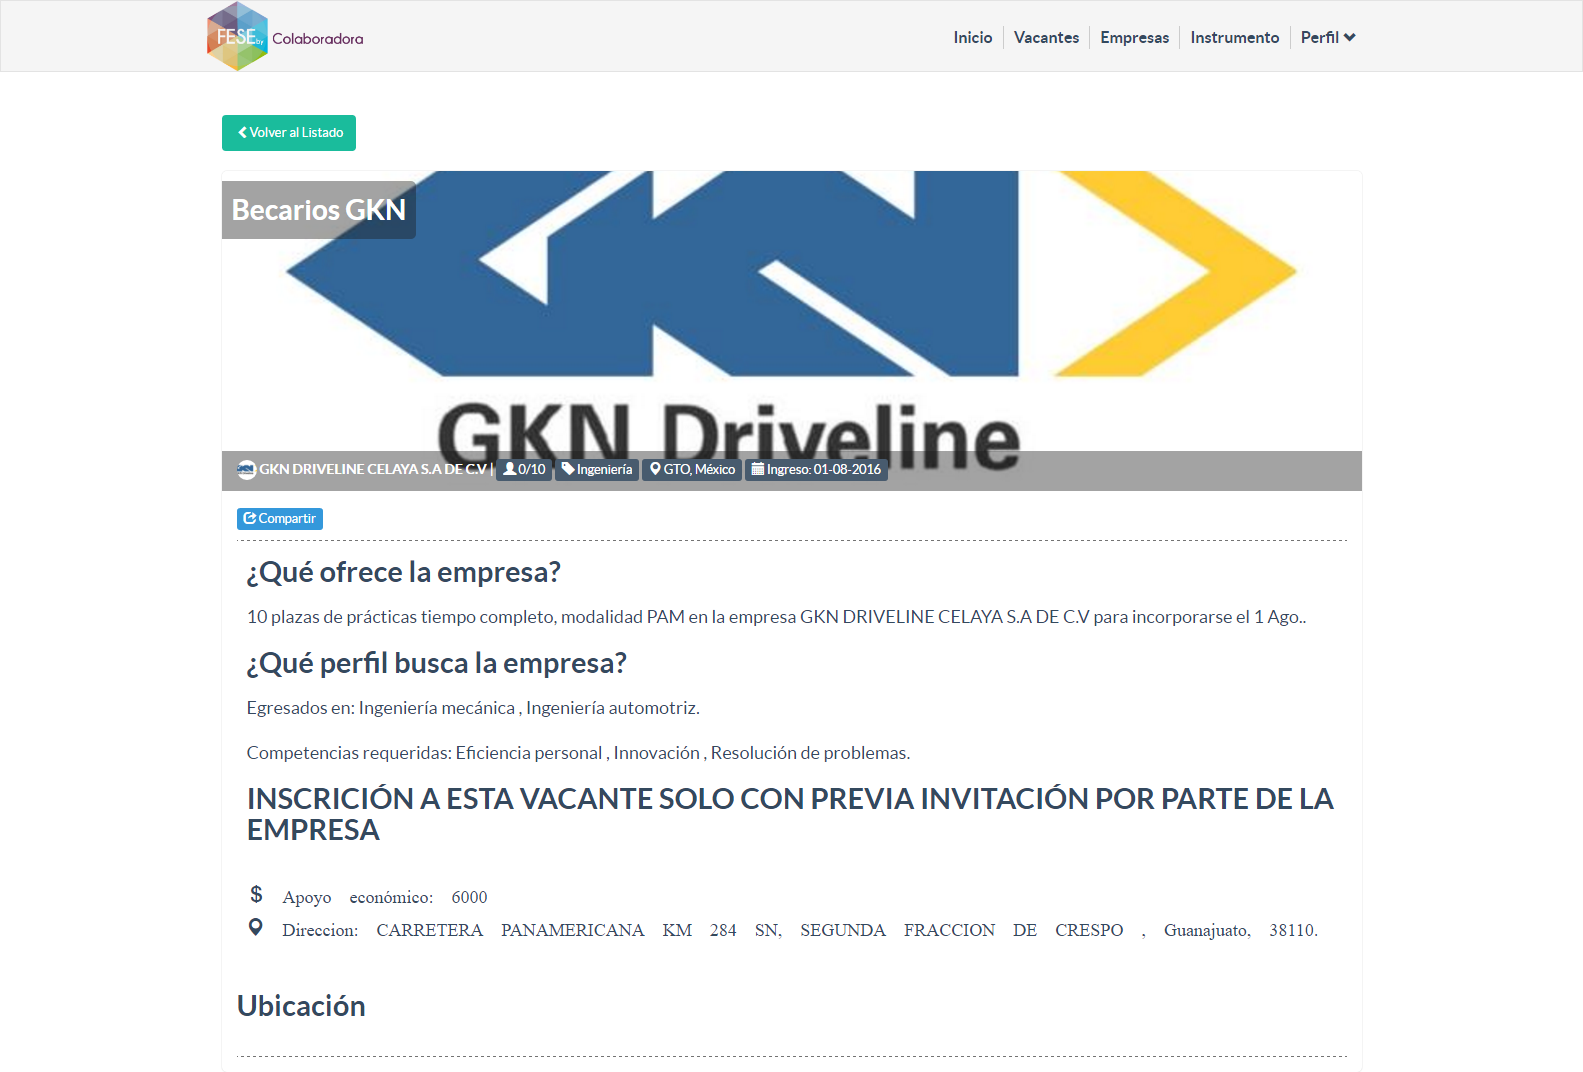 FESE by Colaboradora
Inicio Vacantes Empresas Instrumento Perfil
Volver al Listado
Becarios GKN
GKN Driveline
GKN DRIVELINE CELAYA S.A DE C.V | 0/10 Ingeniería GTO, México Ingreso: 01-08-2016
Compartir
¿Qué ofrece la empresa?
10 plazas de prácticas tiempo completo, modalidad PAM en la empresa GKN DRIVELINE CELAYA S.A DE C.V para incorporarse el 1 Ago..
¿Qué perfil busca la empresa?
Egresados en: Ingeniería mecánica , Ingeniería automotriz.
Competencias requeridas: Eficiencia personal , Innovación , Resolución de problemas.
INSCRICIÓN A ESTA VACANTE SOLO CON PREVIA INVITACIÓN POR PARTE DE LA
EMPRESA
$ Apoyo económico: 6000
Direccion: CARRETERA PANAMERICANA KM 284 SN, SEGUNDA FRACCION DE CRESPO , Guanajuato, 38110.
Ubicación